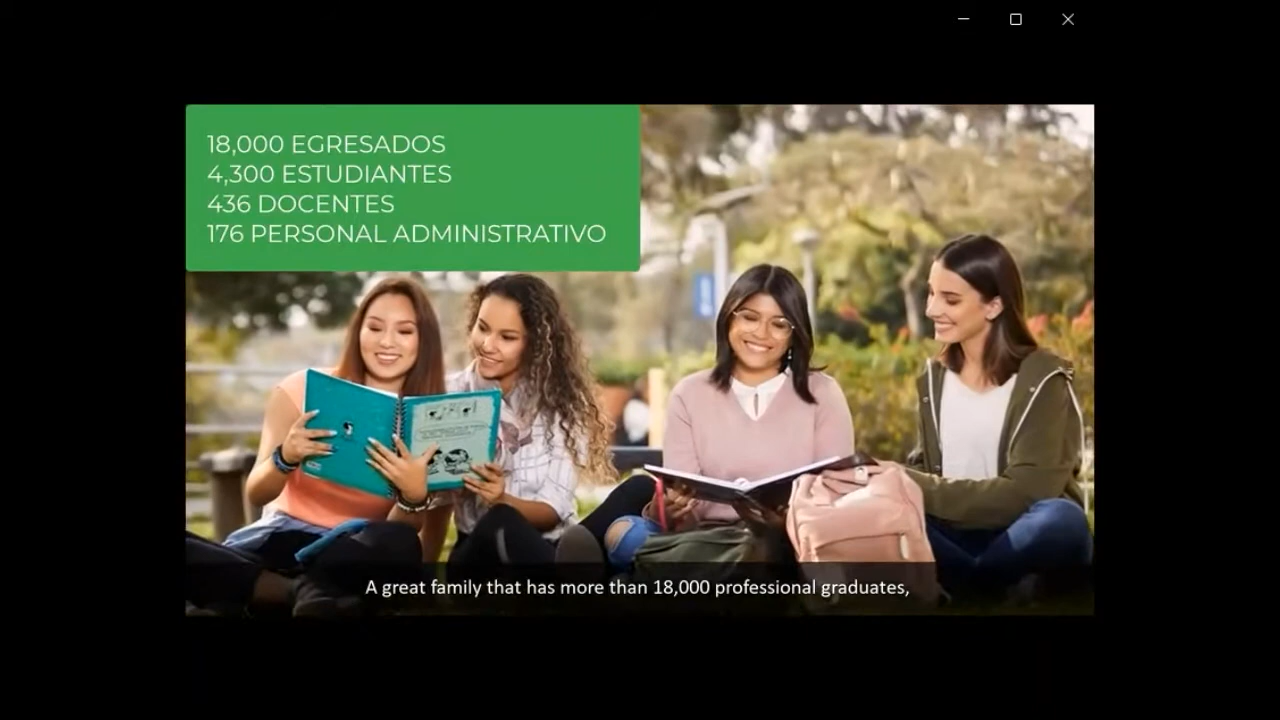 18,000 EGRESADOS
4,300 ESTUDIANTES
436 DOCENTES
176 PERSONAL ADMINISTRATIVO
A great family that has more than 18,000 professional graduates,